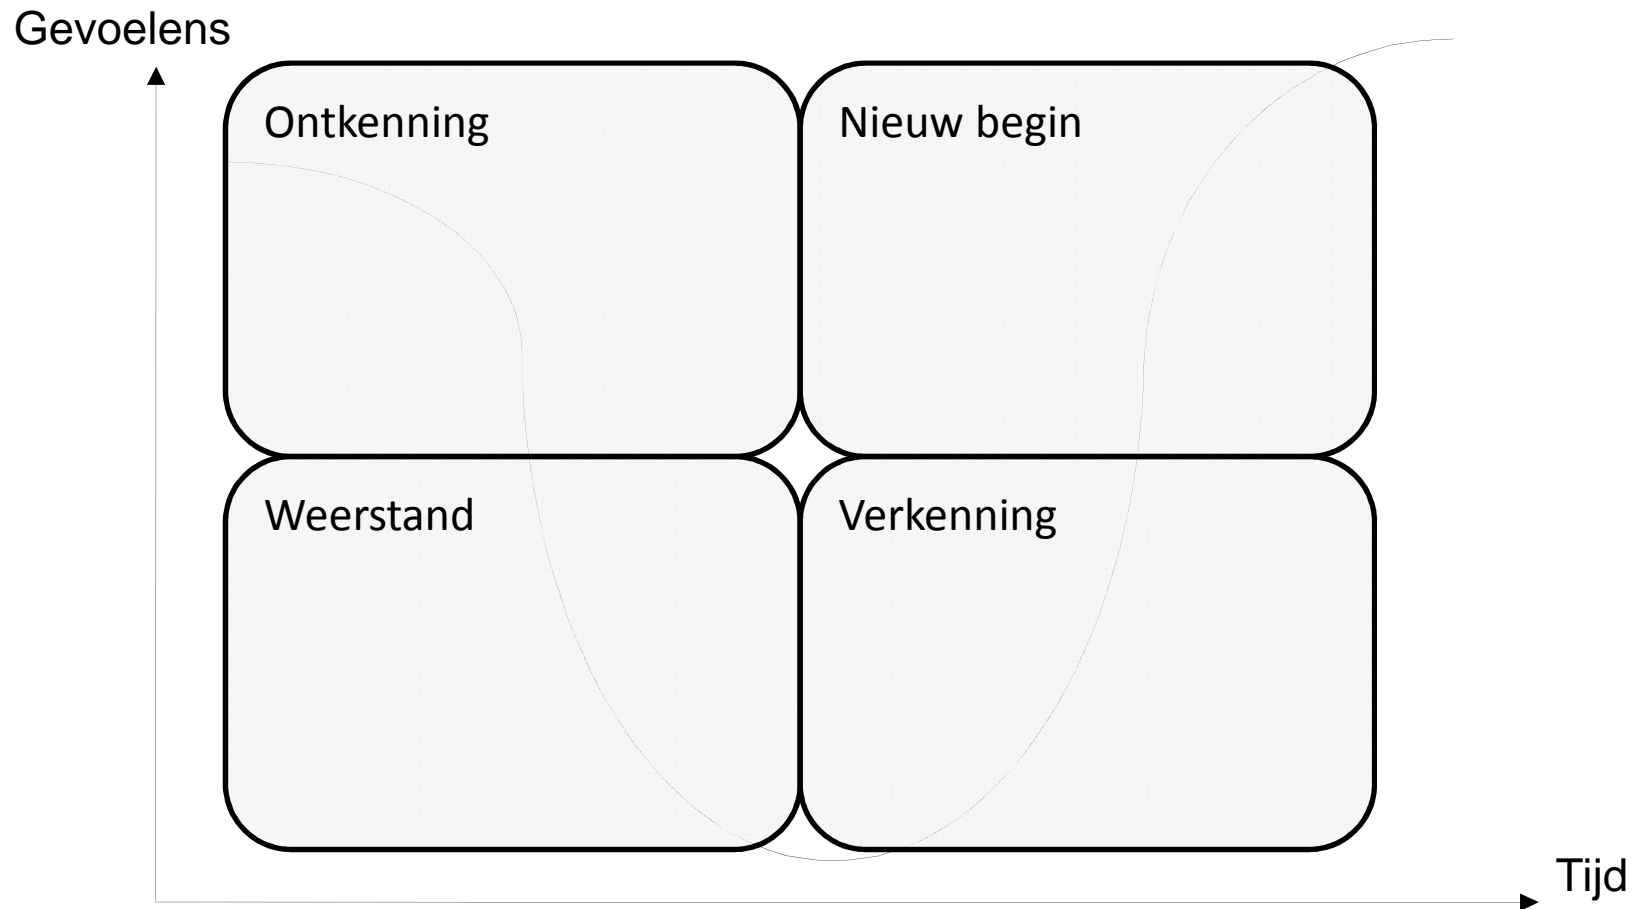 Gevoelens
Ontkenning
Nieuw begin
Weerstand
Verkenning
Tijd